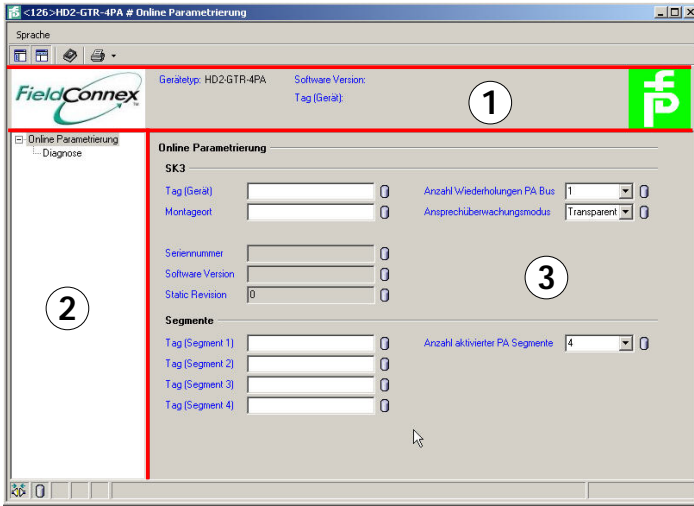 <126>HD2-GTR-4PA # Online Parametrierung
Sprache
FieldConnex
Gerätetyp: HD2-GTR-4PA
Software Version:
Tag (Gerät):
1
Online Parametrierung
Diagnose
2
Online Parametrierung
SK3
Tag (Gerät)
Anzahl Wiederholungen PA Bus 1
Montageort
Ansprechüberwachungsmodus Transparent
Seriennummer
Software Version
Static Revision 0
3
Segmente
Tag (Segment 1)
Anzahl aktivierter PA Segmente 4
Tag (Segment 2)
Tag (Segment 3)
Tag (Segment 4)